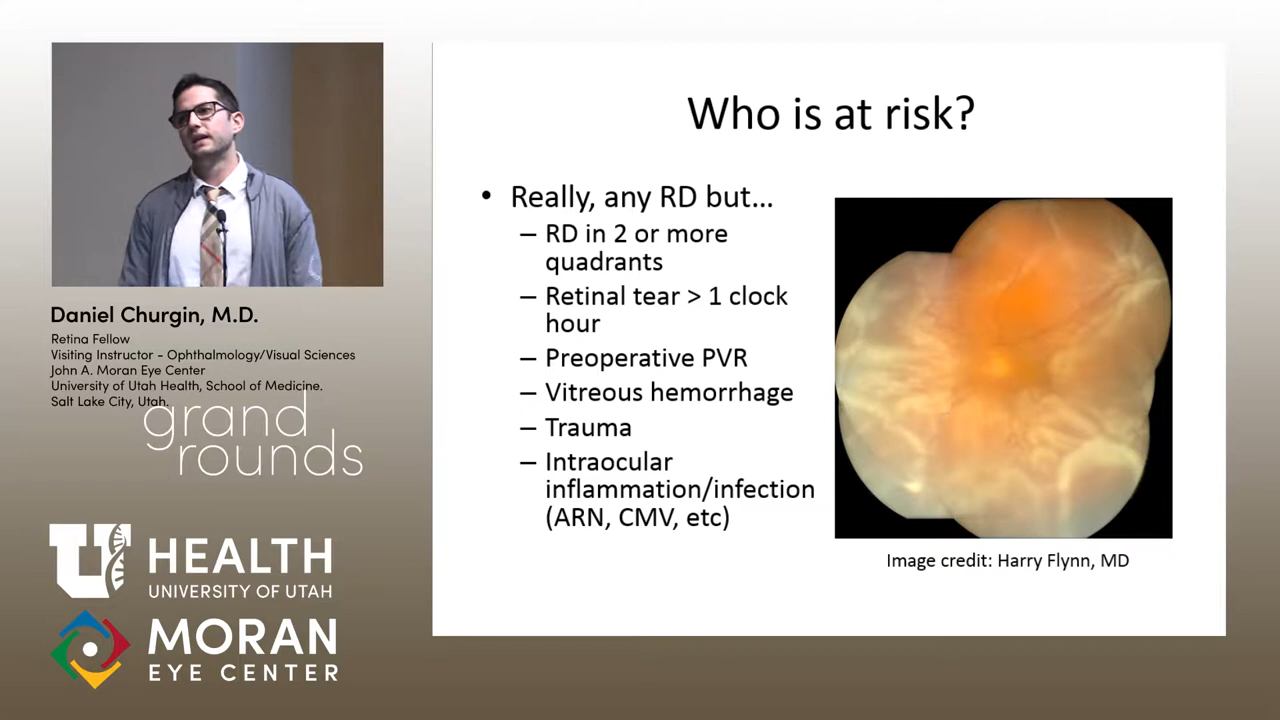 Daniel Churgin, M.D.
Retina Fellow
Visiting Instructor - Ophthalmology/Visual Sciences
John A. Moran Eye Center
University of Utah Health, School of Medicine.
Salt Lake City, Utah.
grand
rounds
U HEALTH
UNIVERSITY OF UTAH
MORAN
EYE CENTER
Who is at risk?
• Really, any RD but...
– RD in 2 or more
quadrants
– Retinal tear > 1 clock
hour
– Preoperative PVR
– Vitreous hemorrhage
– Trauma
– Intraocular
inflammation/infection
(ARN, CMV, etc)
Image credit: Harry Flynn, MD